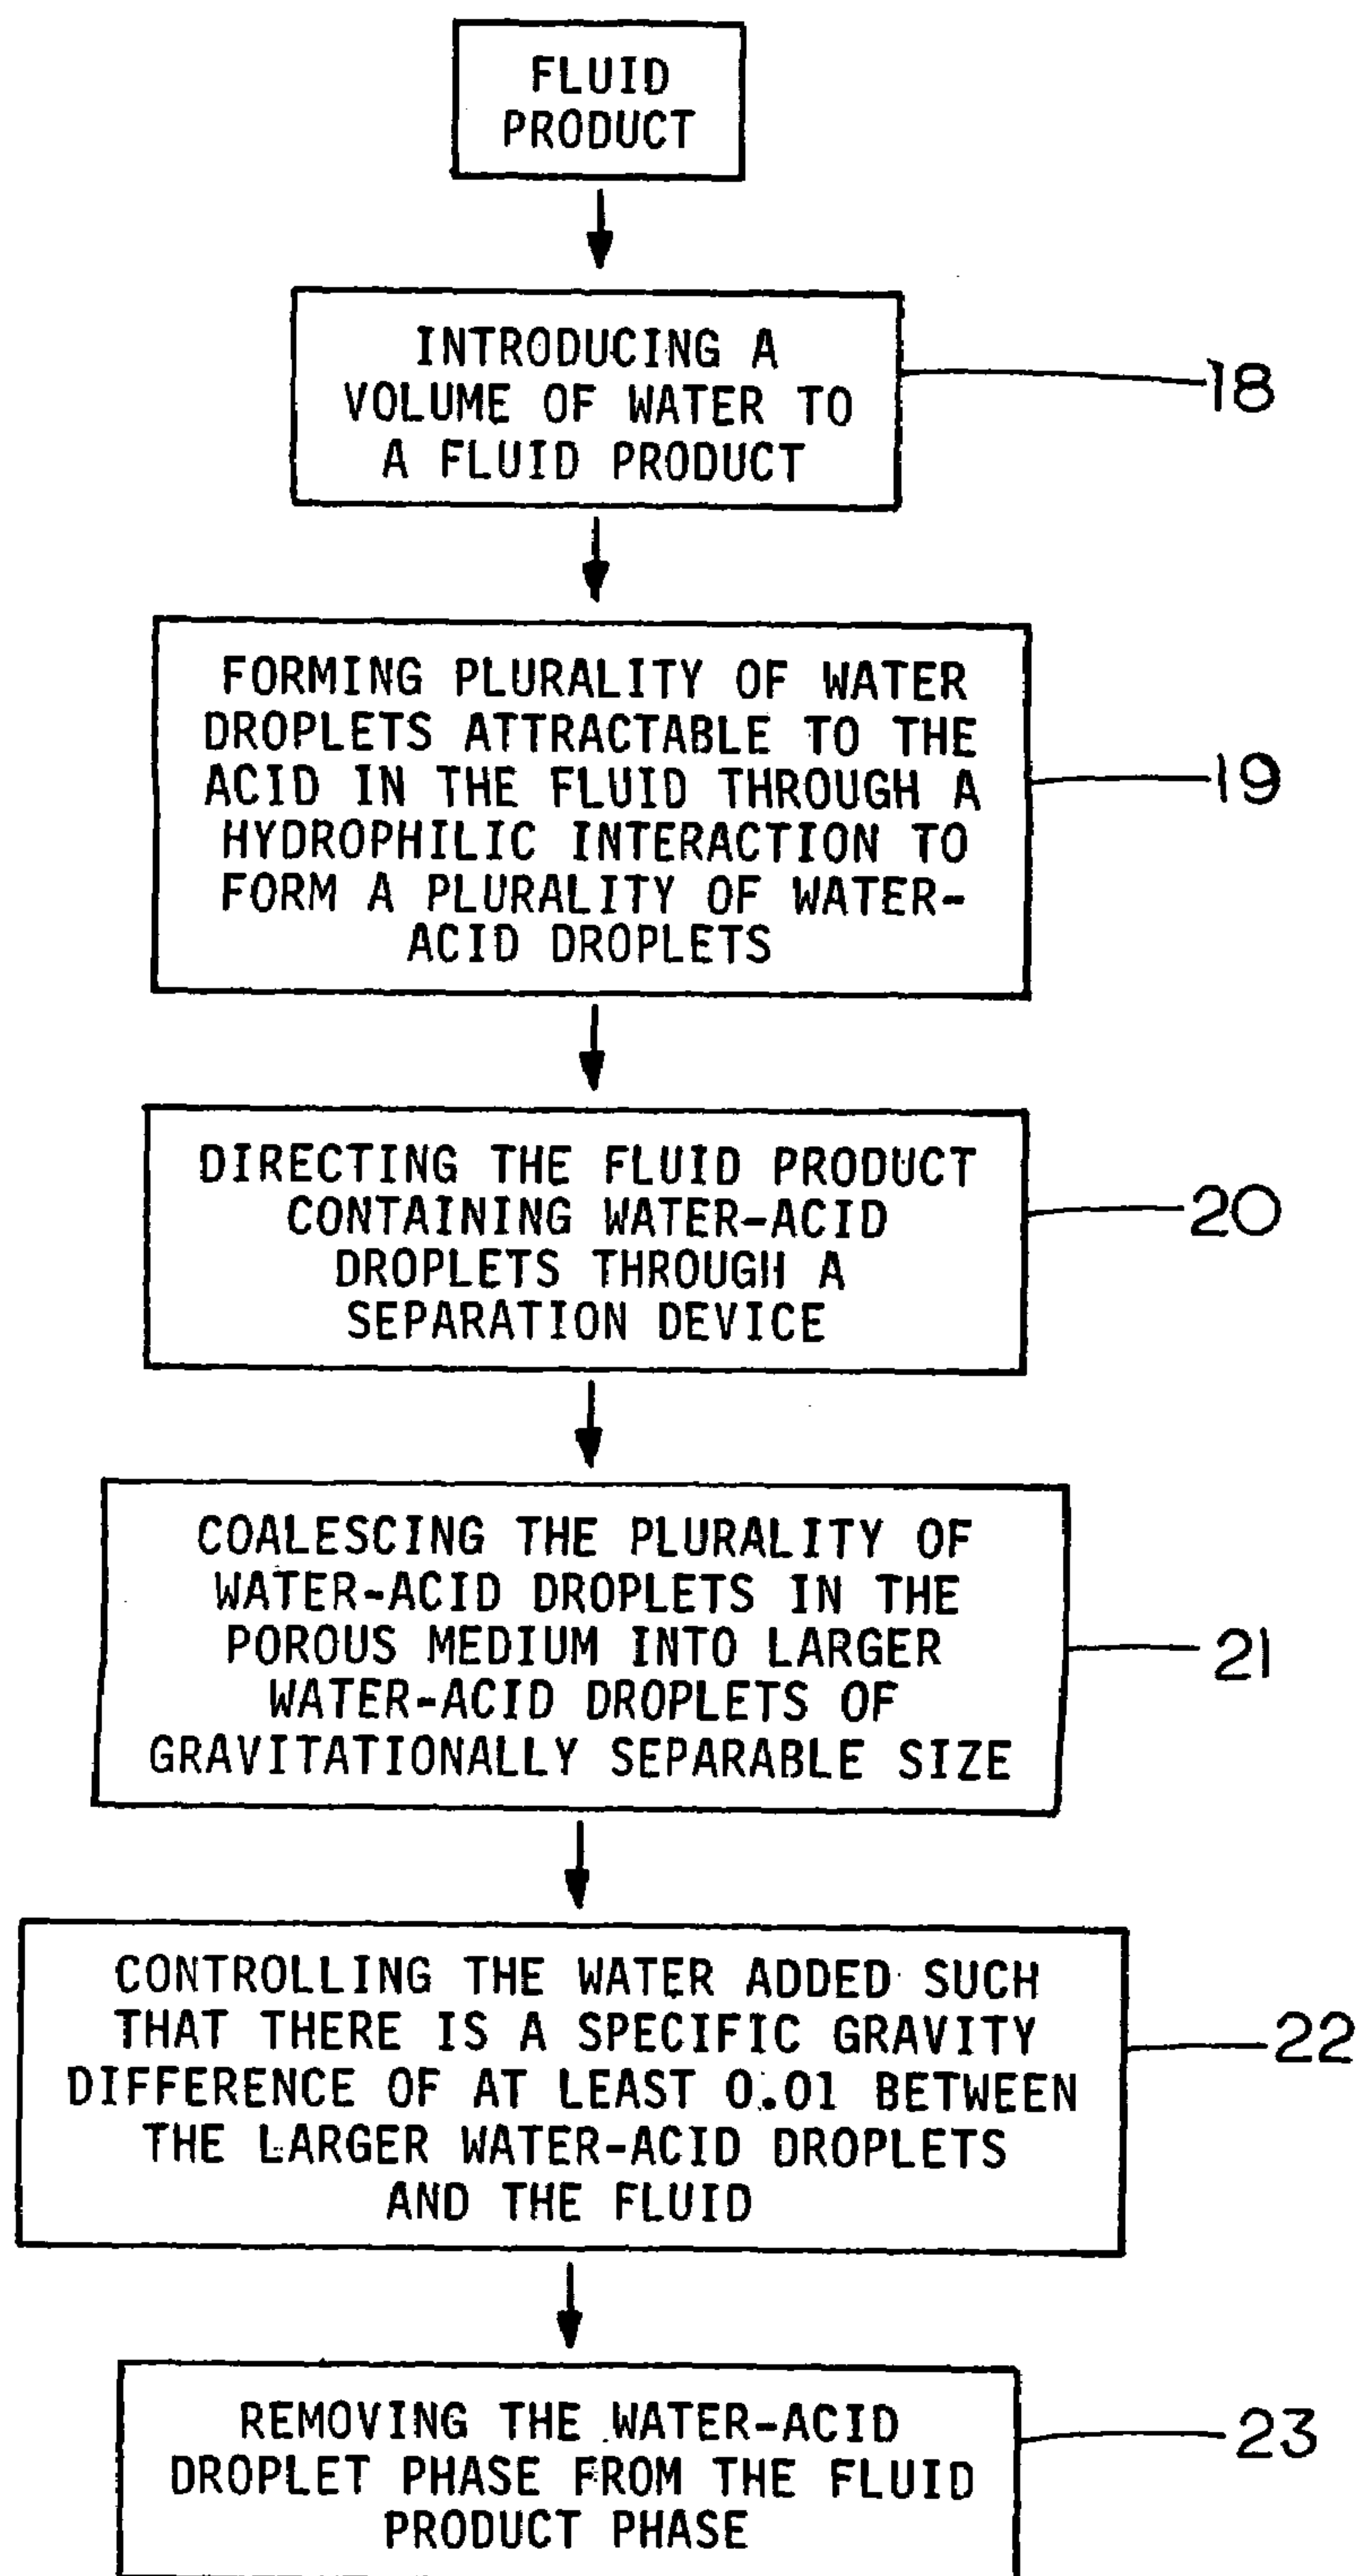 FLUID
PRODUCT
INTRODUCING A
VOLUME OF WATER TO
A FLUID PRODUCT
18
FORMING PLURALITY OF WATER
DROPLETS ATTRACTABLE TO THE
ACID IN THE FLUID THROUGH A
HYDROPHILIC INTERACTION TO
FORM A PLURALITY OF WATER-
ACID DROPLETS
19
DIRECTING THE FLUID PRODUCT
CONTAINING WATER-ACID
DROPLETS THROUGH A
SEPARATION DEVICE
20
COALESCING THE PLURALITY OF
WATER-ACID DROPLETS IN THE
POROUS MEDIUM INTO LARGER
WATER-ACID DROPLETS OF
GRAVITATIONALLY SEPARABLE SIZE
21
CONTROLLING THE WATER ADDED SUCH
THAT THERE IS A SPECIFIC GRAVITY
DIFFERENCE OF AT LEAST 0.01 BETWEEN
THE LARGER WATER-ACID DROPLETS
AND THE FLUID
22
REMOVING THE WATER-ACID
DROPLET PHASE FROM THE FLUID
PRODUCT PHASE
23